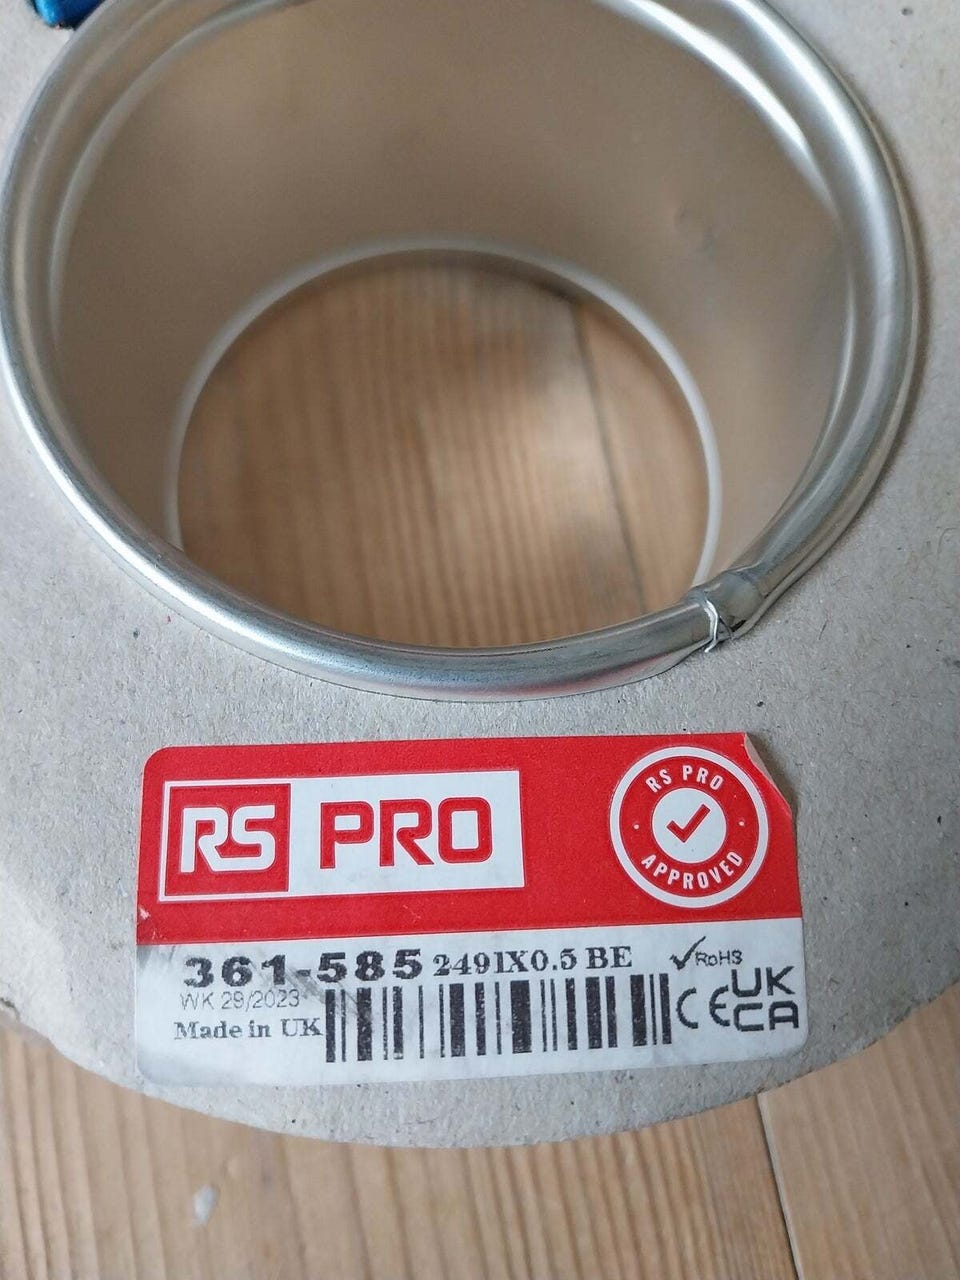 RS PRO
RS PRO
APPROVED
361-585 2491X0.5 BE
RoHS
WK 29/2023
Made in UK
CE
UK
CA